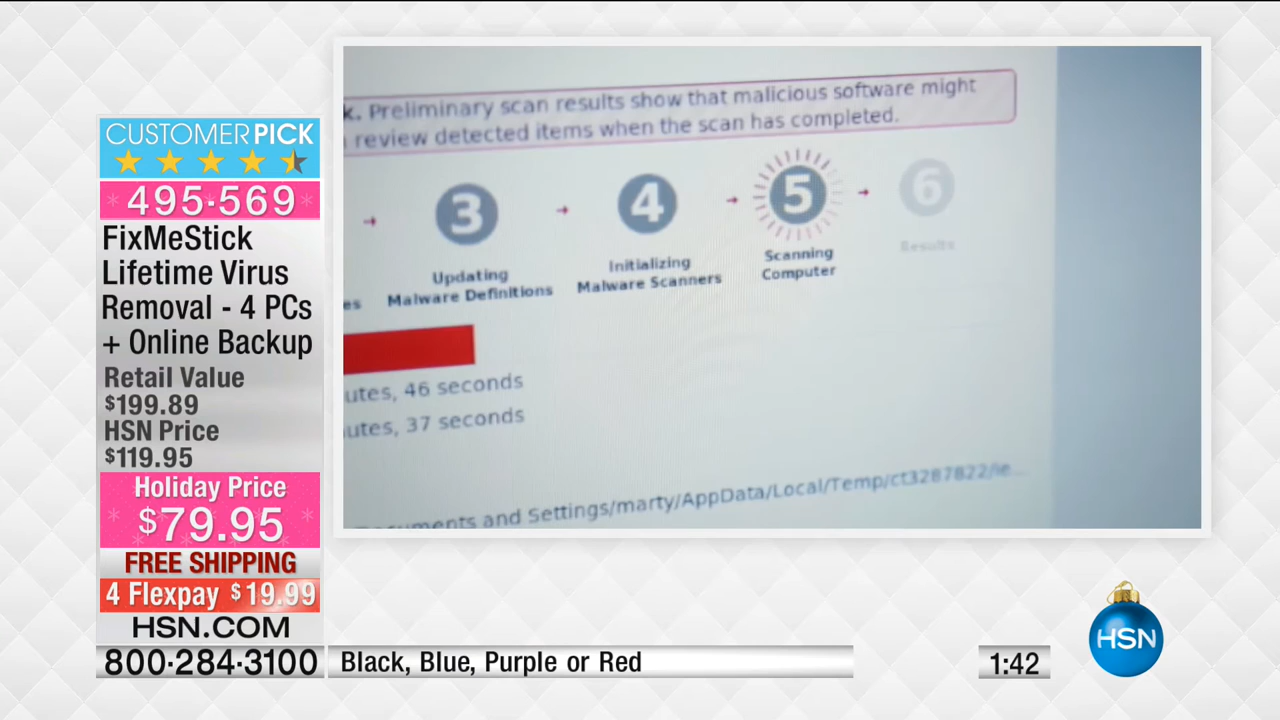 CUSTOMER PICK
495-569
FixMeStick
Lifetime Virus
Removal - 4 PCs
+ Online Backup
Retail Value
$199.89
HSN Price
$119.95
Holiday Price
$79.95
FREE SHIPPING
4 Flexpay $19.99
HSN.COM
800·284·3100
k. Preliminary scan results show that malicious software might
review detected items when the scan has completed.
3
4
5
6
Updating
Malware Definitions
Initializing
Malware Scanners
Scanning
Computer
Results
es
utes, 46 seconds
utes, 37 seconds
ocuments and Settings/marty/AppData/Local/Temp/ct3287822/ie...
Black, Blue, Purple or Red
1:42
HSN